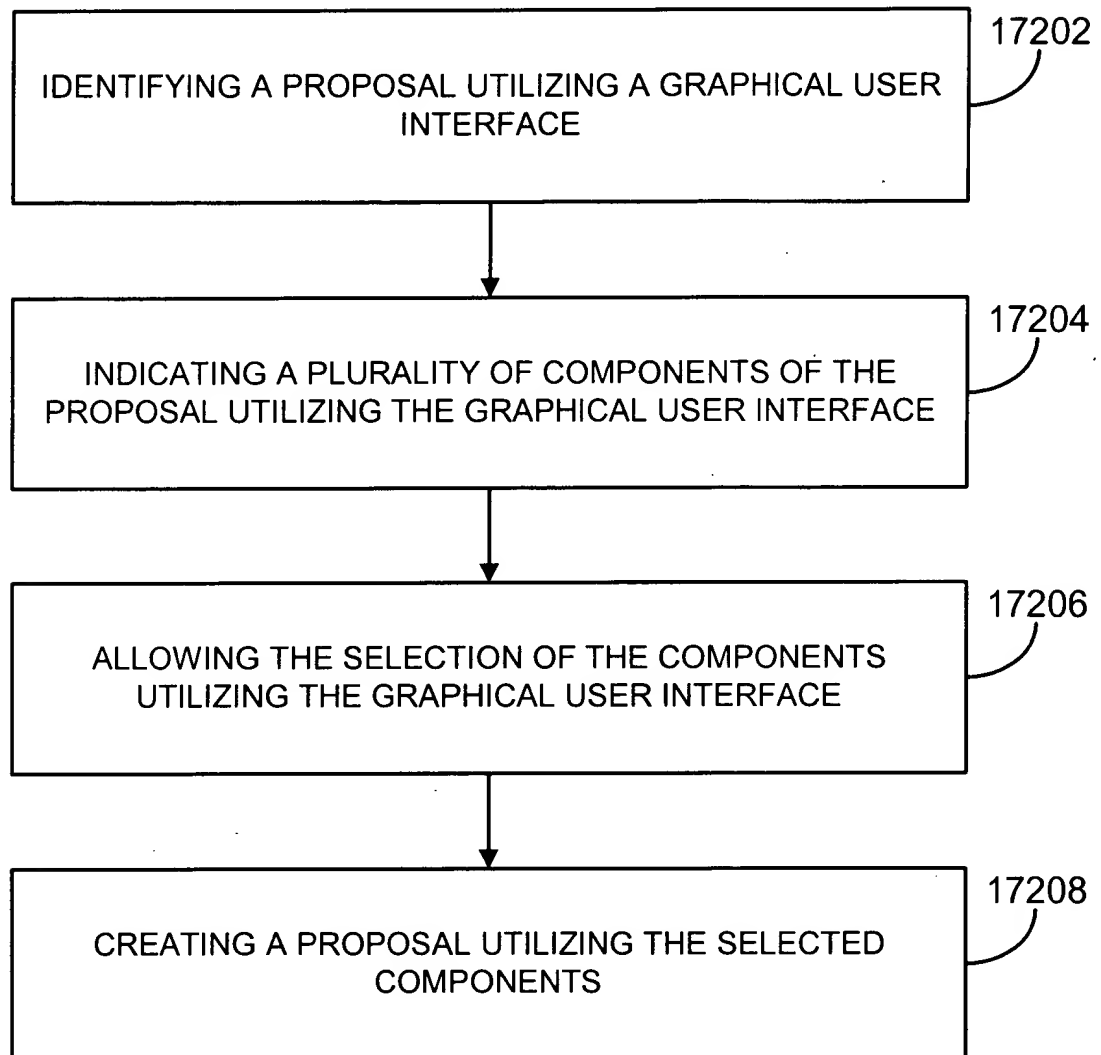 17202
IDENTIFYING A PROPOSAL UTILIZING A GRAPHICAL USER
INTERFACE
17204
INDICATING A PLURALITY OF COMPONENTS OF THE
PROPOSAL UTILIZING THE GRAPHICAL USER INTERFACE
17206
ALLOWING THE SELECTION OF THE COMPONENTS
UTILIZING THE GRAPHICAL USER INTERFACE
17208
CREATING A PROPOSAL UTILIZING THE SELECTED
COMPONENTS